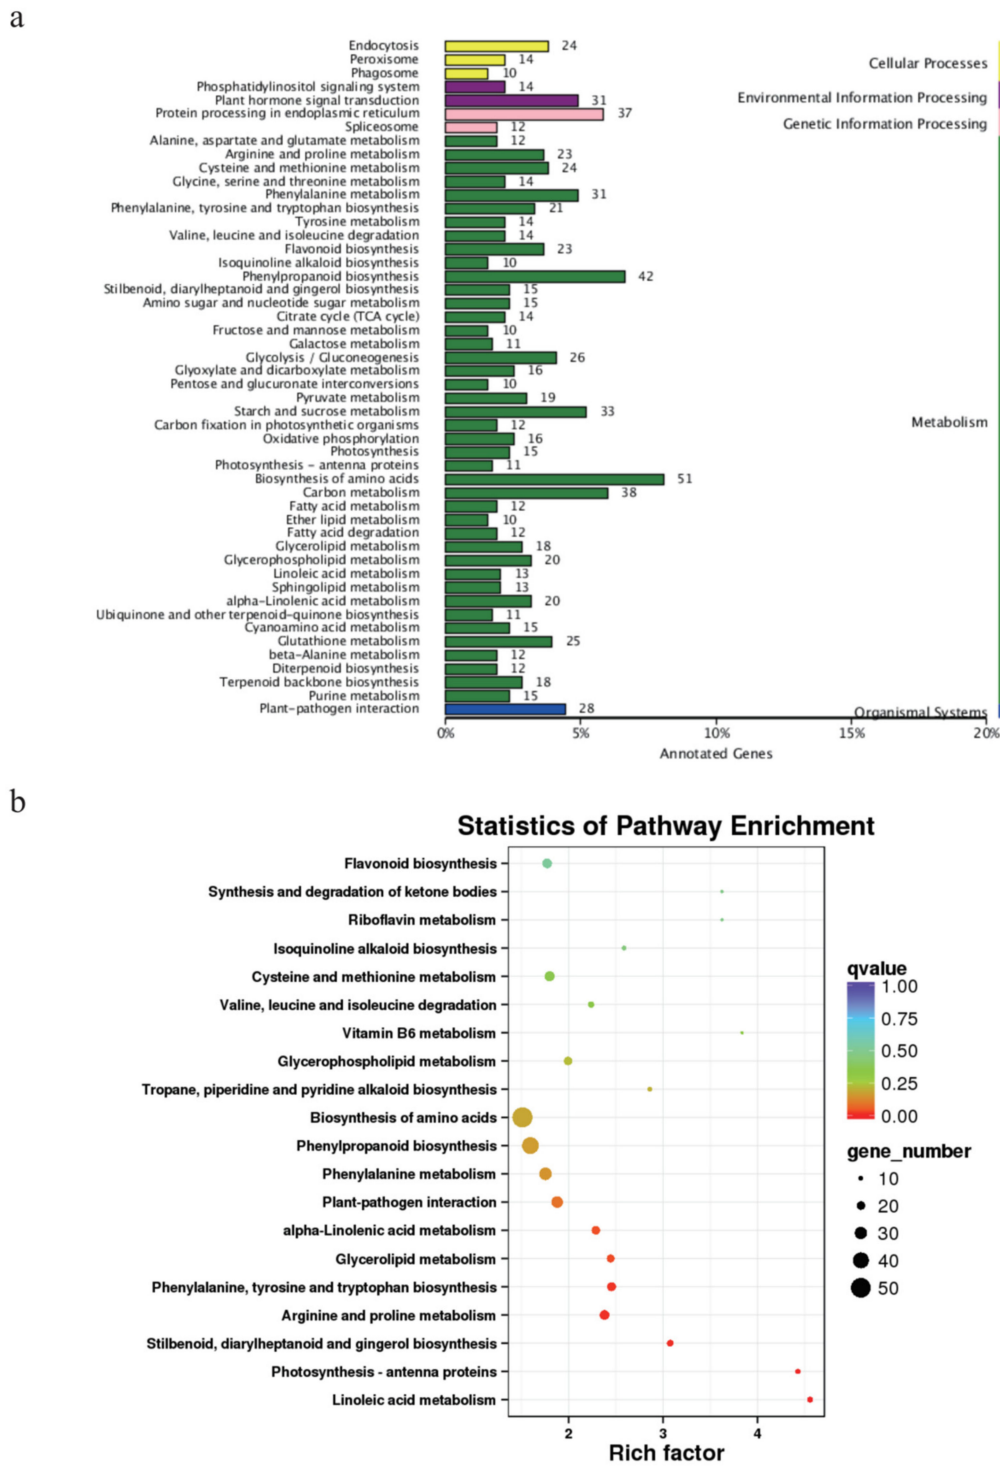 a
Endocytosis 24
Peroxisome 14
Cellular Processes
Phagosome 10
Phosphatidylinositol signaling system 14
Plant hormone signal transduction 31
Environmental Information Processing
Protein processing in endoplasmic reticulum 37
Spliceosome 12
Genetic Information Processing
Alanine, aspartate and glutamate metabolism 12
Arginine and proline metabolism 23
Cysteine and methionine metabolism 24
Glycine, serine and threonine metabolism 14
Phenylalanine metabolism 31
Phenylalanine, tyrosine and tryptophan biosynthesis 21
Tyrosine metabolism 14
Valine, leucine and isoleucine degradation 14
Flavonoid biosynthesis 23
Isoquinoline alkaloid biosynthesis 10
Phenylpropanoid biosynthesis 42
Stilbenoid, diarylheptanoid and gingerol biosynthesis 15
Amino sugar and nucleotide sugar metabolism 15
Citrate cycle (TCA cycle) 14
Fructose and mannose metabolism 10
Galactose metabolism 11
Glycolysis / Gluconeogenesis 26
Glyoxylate and dicarboxylate metabolism 16
Pentose and glucuronate interconversions 10
Pyruvate metabolism 19
Starch and sucrose metabolism 33
Carbon fixation in photosynthetic organisms 12
Metabolism
Oxidative phosphorylation 16
Photosynthesis 15
Photosynthesis – antenna proteins 11
Biosynthesis of amino acids 51
Carbon metabolism 38
Fatty acid metabolism 12
Ether lipid metabolism 10
Fatty acid degradation 12
Glycerolipid metabolism 18
Glycerophospholipid metabolism 20
Linoleic acid metabolism 13
Sphingolipid metabolism 13
alpha–Linolenic acid metabolism 20
Ubiquinone and other terpenoid–quinone biosynthesis 11
Cyanoamino acid metabolism 15
Glutathione metabolism 25
beta–Alanine metabolism 12
Diterpenoid biosynthesis 12
Terpenoid backbone biosynthesis 18
Purine metabolism 15
Plant–pathogen interaction 28
Organismal Systems
0% 5% 10% 15% 20%
Annotated Genes
b
Statistics of Pathway Enrichment
Flavonoid biosynthesis
Synthesis and degradation of ketone bodies
Riboflavin metabolism
Isoquinoline alkaloid biosynthesis
Cysteine and methionine metabolism
Valine, leucine and isoleucine degradation
Vitamin B6 metabolism
Glycerophospholipid metabolism
Tropane, piperidine and pyridine alkaloid biosynthesis
Biosynthesis of amino acids
Phenylpropanoid biosynthesis
Phenylalanine metabolism
Plant-pathogen interaction
alpha-Linolenic acid metabolism
Glycerolipid metabolism
Phenylalanine, tyrosine and tryptophan biosynthesis
Arginine and proline metabolism
Stilbenoid, diarylheptanoid and gingerol biosynthesis
Photosynthesis - antenna proteins
Linoleic acid metabolism
2 3 4
Rich factor
qvalue
1.00
0.75
0.50
0.25
0.00
gene_number
10
20
30
40
50